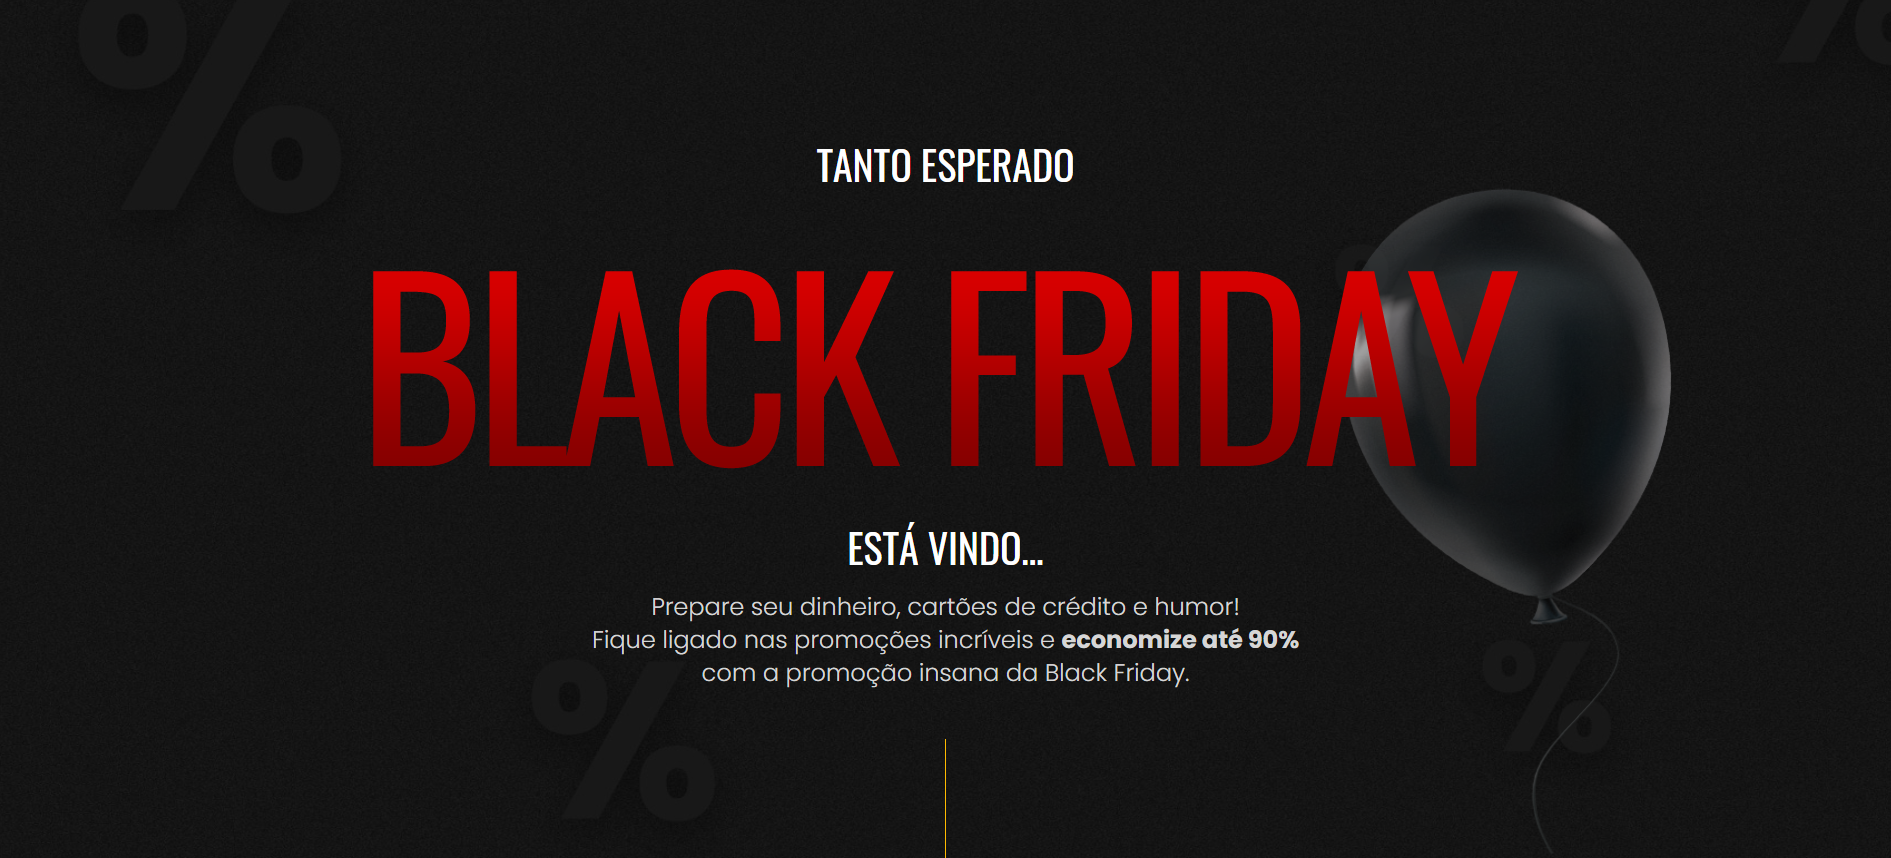 TANTO ESPERADO
BLACK FRIDAY
ESTÁ VINDO...
Prepare seu dinheiro, cartões de crédito e humor!
Fique ligado nas promoções incríveis e economize até 90%
com a promoção insana da Black Friday.